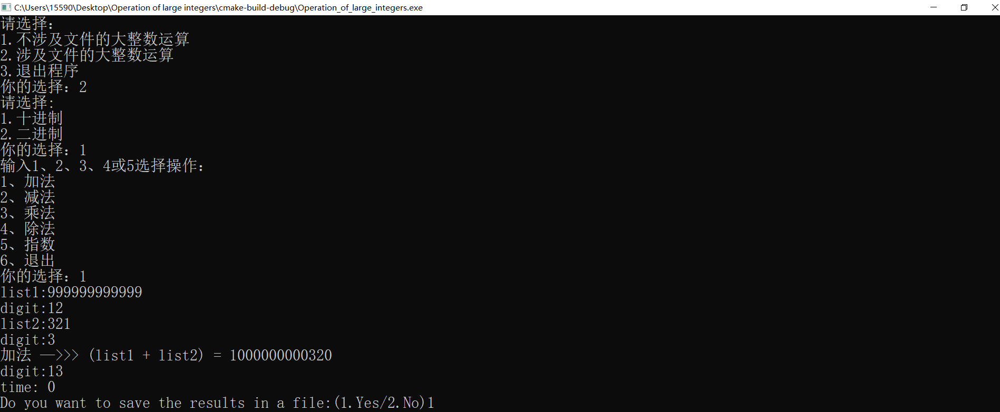 C:\Users\15590\Desktop\Operation of large integers\cmake-build-debug\Operation_of_large_integers.exe
请选择:
1.不涉及文件的大整数运算
2.涉及文件的大整数运算
3.退出程序
你的选择：2
请选择:
1.十进制
2.二进制
你的选择：1
输入1、2、3、4或5选择操作：
1、加法
2、减法
3、乘法
4、除法
5、指数
6、退出
你的选择：1
list1:999999999999
digit:12
list2:321
digit:3
加法 —>>> (list1 + list2) = 1000000000320
digit:13
time: 0
Do you want to save the results in a file:(1.Yes/2.No)1